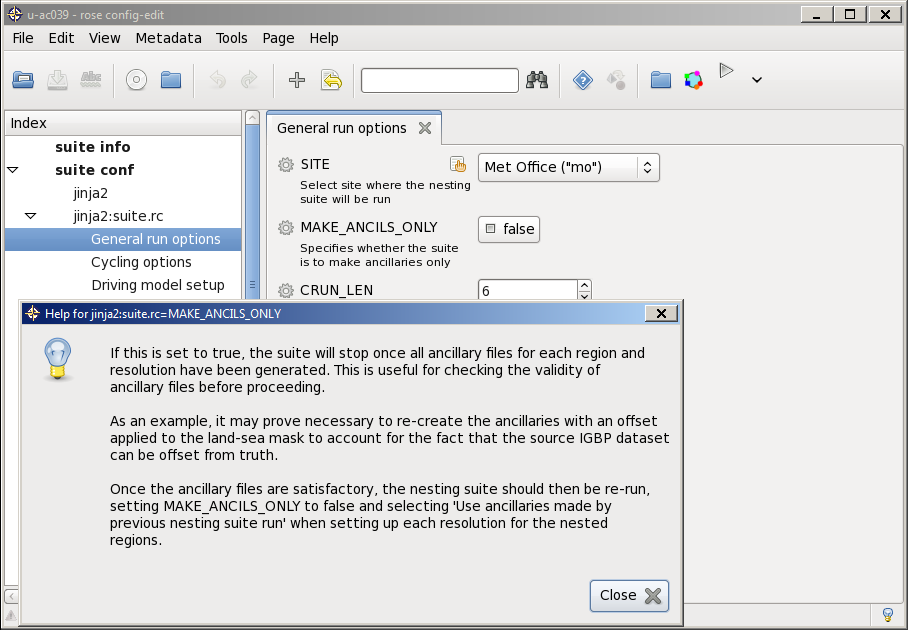 u-ac039 - rose config-edit
File Edit View Metadata Tools Page Help
Abc
Index
General run options
suite info
suite conf
jinja2
jinja2:suite.rc
General run options
Cycling options
Driving model setup
SITE
Met Office ("mo")
Select site where the nesting
suite will be run
MAKE_ANCILS_ONLY
false
Specifies whether the suite
is to make ancillaries only
CRUN_LEN
6
Help for jinja2:suite.rc=MAKE_ANCILS_ONLY
If this is set to true, the suite will stop once all ancillary files for each region and
resolution have been generated. This is useful for checking the validity of
ancillary files before proceeding.
As an example, it may prove necessary to re-create the ancillaries with an offset
applied to the land-sea mask to account for the fact that the source IGBP dataset
can be offset from truth.
Once the ancillary files are satisfactory, the nesting suite should then be re-run,
setting MAKE_ANCILS_ONLY to false and selecting 'Use ancillaries made by
previous nesting suite run' when setting up each resolution for the nested
regions.
Close